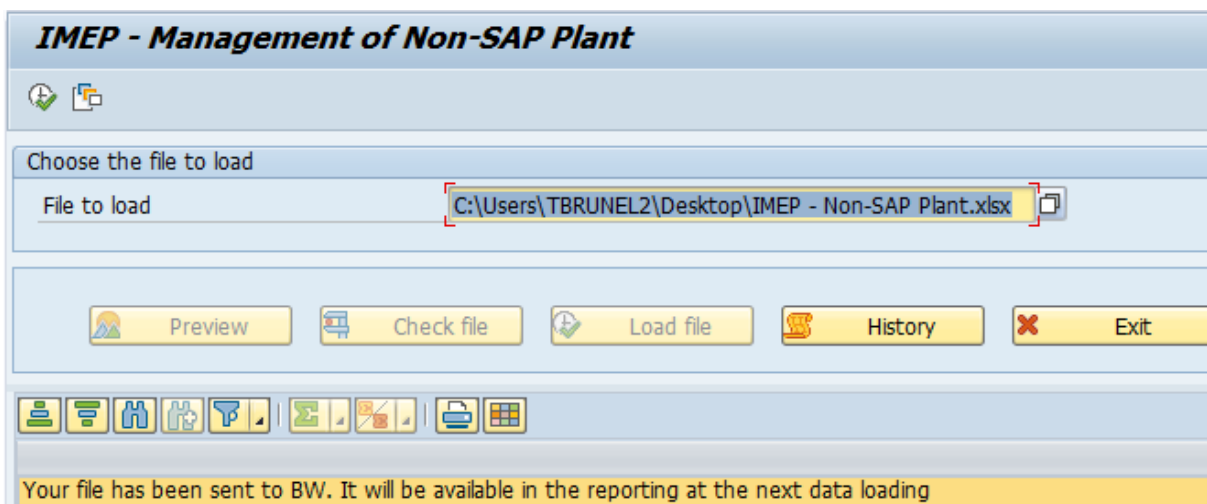 IMEP - Management of Non-SAP Plant
Choose the file to load
File to load C:\Users\TBRUNEL2\Desktop\IMEP - Non-SAP Plant.xlsx
Preview Check file Load file History Exit
Your file has been sent to BW. It will be available in the reporting at the next data loading